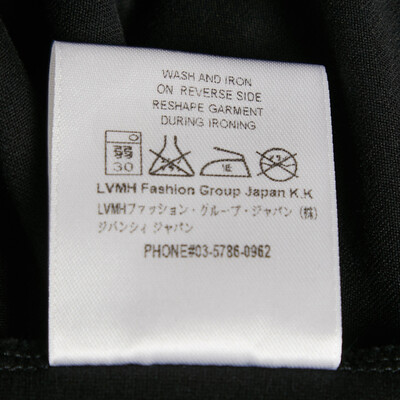 WASH AND IRON
ON REVERSE SIDE
RESHAPE GARMENT
DURING IRONING
30
LVMH Fashion Group Japan K.K
LVMHファッション・グループ・ジャパン (株)
ジバンシィ ジャパン
PHONE#03-5786-0962